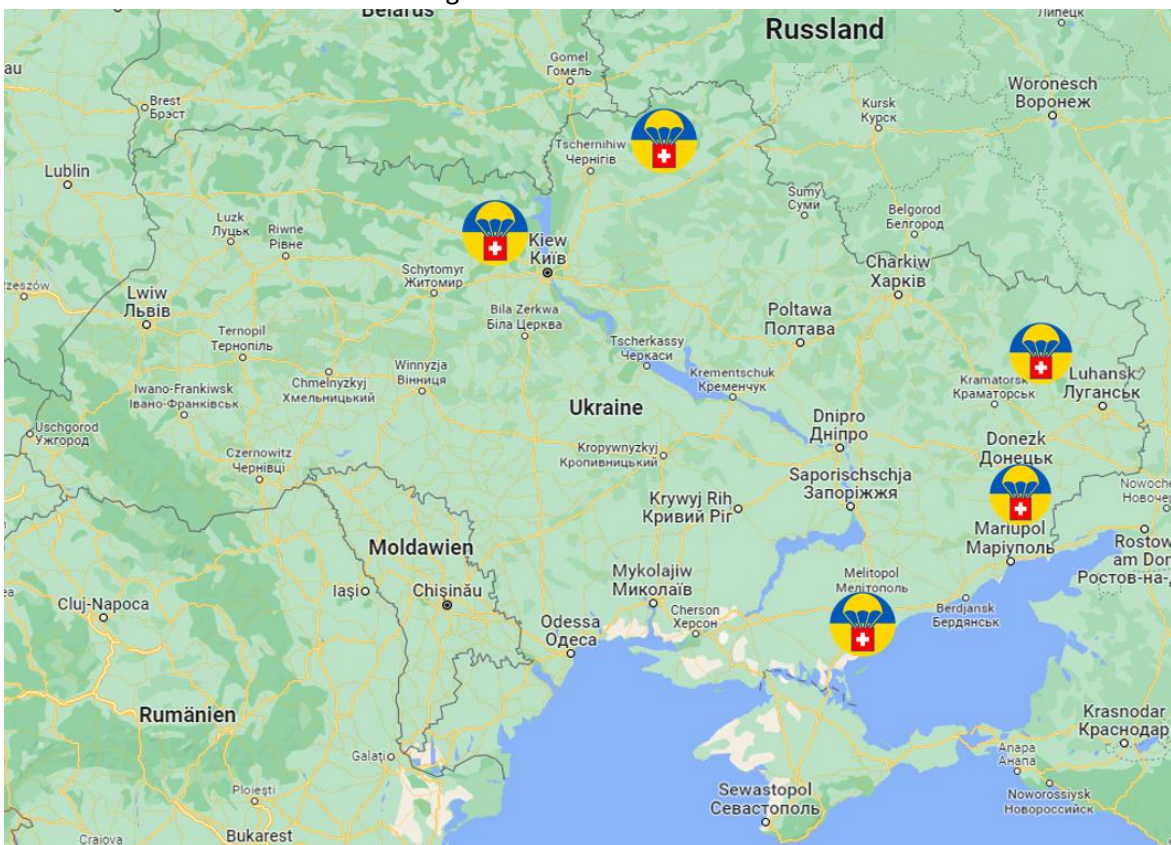 g
Belarus
Russland
Липецк
au
Gomel
Гомель
Woronesch
Воронеж
Brest
Брэст
Kursk
Курск
Tschernihiw
Чернігів
Lublin
Sumy
Суми
Luzk
Луцьк
Riwne
Рівне
Belgorod
Белгород
Kiew
Київ
Schytomyr
Житомир
Charkiw
Харків
zeszów
Lwiw
Львів
Bila Zerkwa
Біла Церква
Poltawa
Полтава
Ternopil
Тернопіль
Tscherkassy
Черкаси
Winnyzja
Вінниця
Krementschuk
Кременчук
Iwano-Frankiwsk
Івано-Франківськ
Chmelnyzkyj
Хмельницький
Kramatorsk
Краматорськ
Luhansk
Луганськ
Ukraine
Uschgorod
Ужгород
Dnipro
Дніпро
Czernowitz
Чернівці
Kropywnyzkyj
Кропивницький
Donezk
Донецьк
Saporischschja
Запоріжжя
Nowoche
Новочер
Krywyj Rih
Кривий Ріг
Mariupol
Маріуполь
Rostow
am Don
Ростов-на-Д
Moldawien
Mykolajiw
Миколаїв
Melitopol
Мелітополь
Iași
Chișinău
Cluj-Napoca
Cherson
Херсон
Berdjansk
Бердянськ
Odessa
Одеса
Rumänien
Krasnodar
Краснодар
Galați
Anapa
Анапа
Ploiești
Sewastopol
Севастополь
Noworossiysk
Новороссийск
Craiova
Bukarest